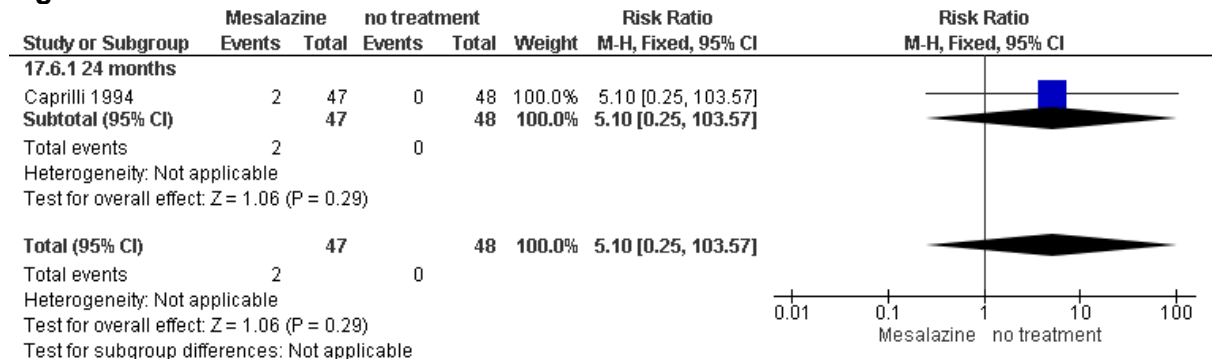 Mesalazine no treatment Risk Ratio Risk Ratio
Study or Subgroup Events Total Events Total Weight M-H, Fixed, 95% CI M-H, Fixed, 95% CI
17.6.1 24 months
Caprilli 1994 2 47 0 48 100.0% 5.10 [0.25, 103.57]
Subtotal (95% CI) 47 48 100.0% 5.10 [0.25, 103.57]
Total events 2 0
Heterogeneity: Not applicable
Test for overall effect: Z = 1.06 (P = 0.29)
Total (95% CI) 47 48 100.0% 5.10 [0.25, 103.57]
Total events 2 0
Heterogeneity: Not applicable
Test for overall effect: Z = 1.06 (P = 0.29)
Test for subgroup differences: Not applicable
0.01 0.1 1 10 100
Mesalazine no treatment